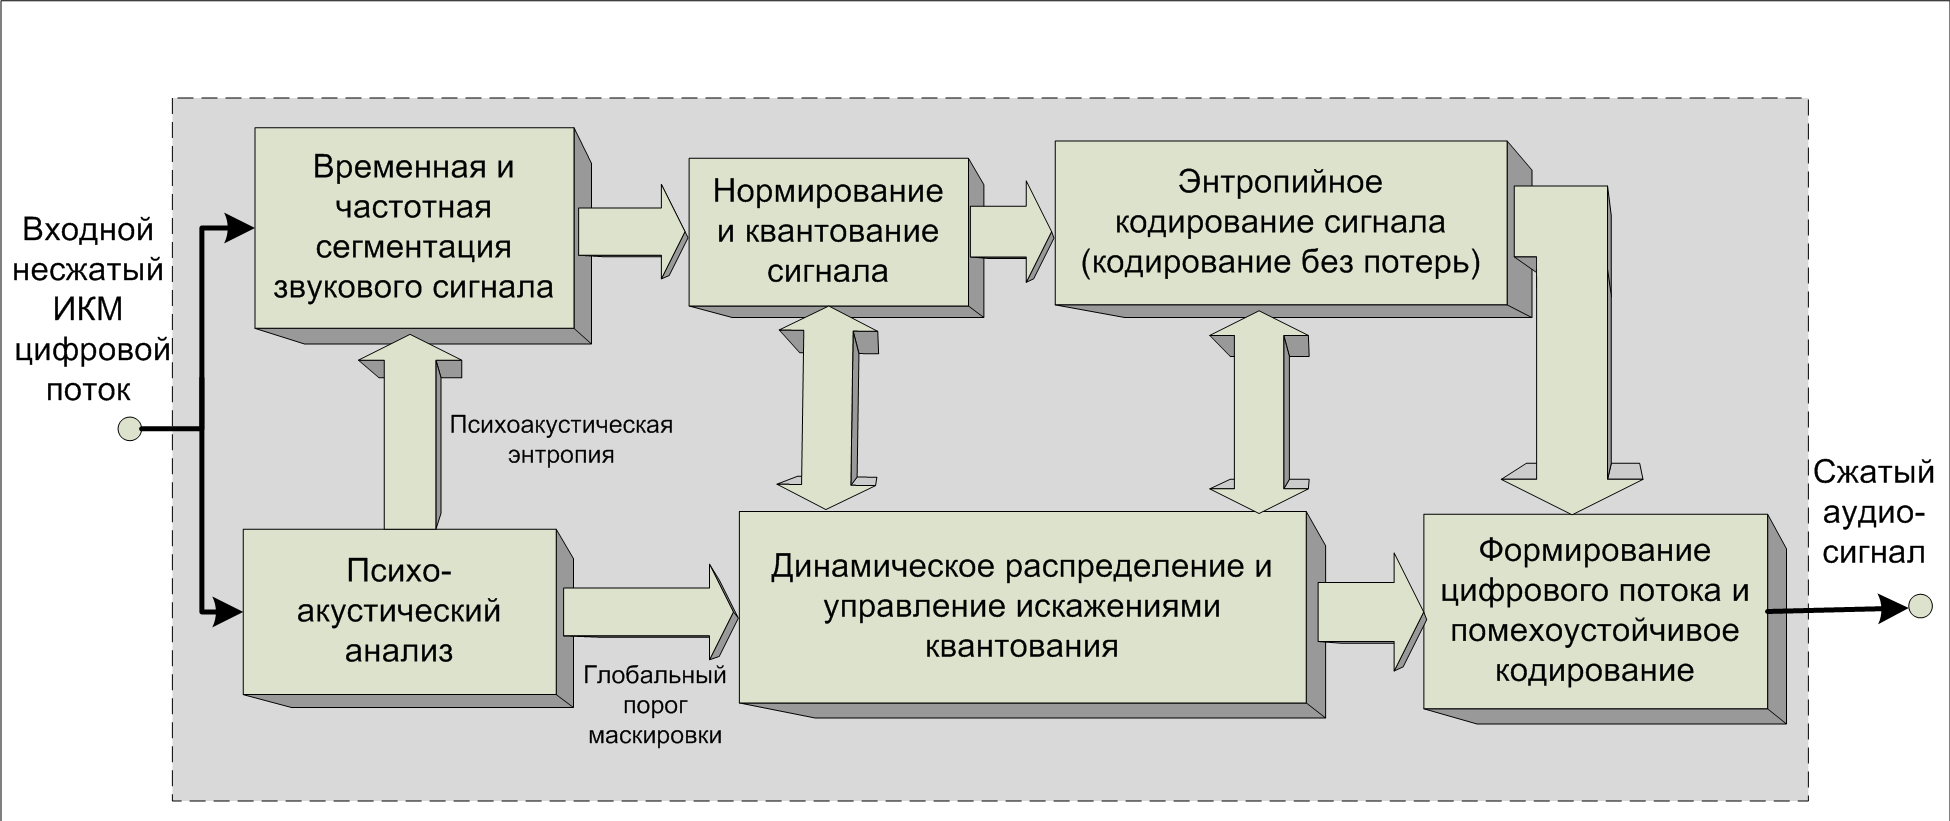 Входной
несжатый
ИКМ
цифровой
поток
Временная и
частотная
сегментация
звукового сигнала
Нормирование
и квантование
сигнала
Энтропийное
кодирование сигнала
(кодирование без потерь)
Психоакустическая
энтропия
Психо-
акустический
анализ
Глобальный
порог
маскировки
Динамическое распределение и
управление искажениями
квантования
Формирование
цифрового потока и
помехоустойчивое
кодирование
Сжатый
аудио-
сигнал